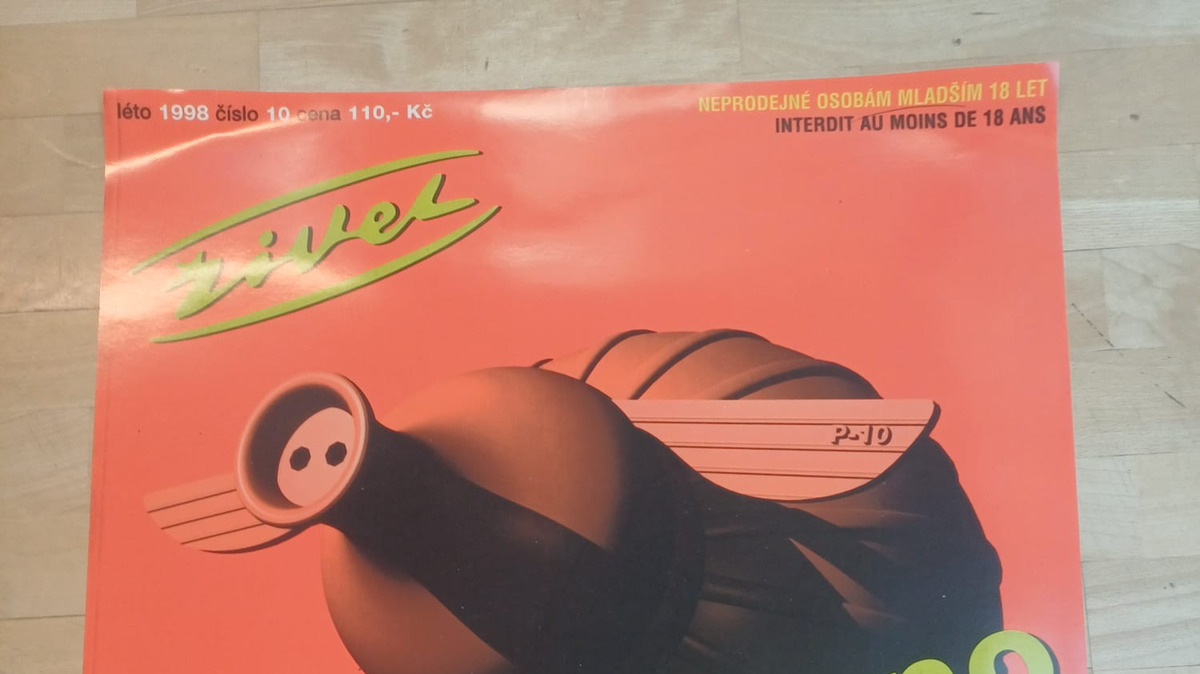 léto 1998 číslo 10 cena 110,- Kč
NEPRODEJNÉ OSOBÁM MLADŠÍM 18 LET
INTERDIT AU MOINS DE 18 ANS
živel
P-10